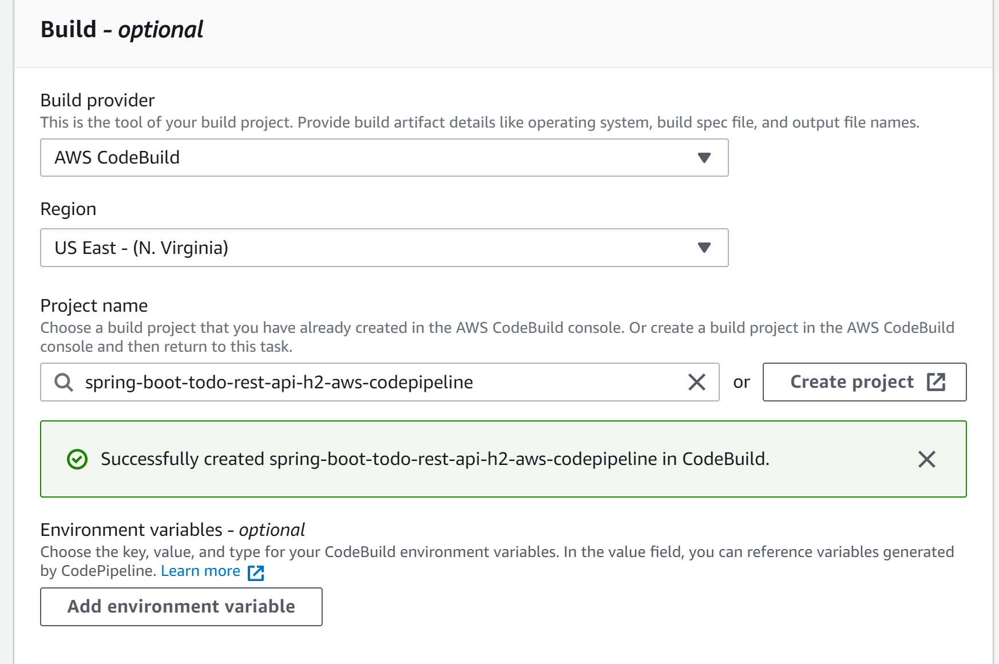 Build - optional
Build provider
This is the tool of your build project. Provide build artifact details like operating system, build spec file, and output file names.
AWS CodeBuild
Region
US East - (N. Virginia)
Project name
Choose a build project that you have already created in the AWS CodeBuild console. Or create a build project in the AWS CodeBuild
console and then return to this task.
spring-boot-todo-rest-api-h2-aws-codepipeline or Create project
Successfully created spring-boot-todo-rest-api-h2-aws-codepipeline in CodeBuild.
Environment variables - optional
Choose the key, value, and type for your CodeBuild environment variables. In the value field, you can reference variables generated
by CodePipeline. Learn more
Add environment variable